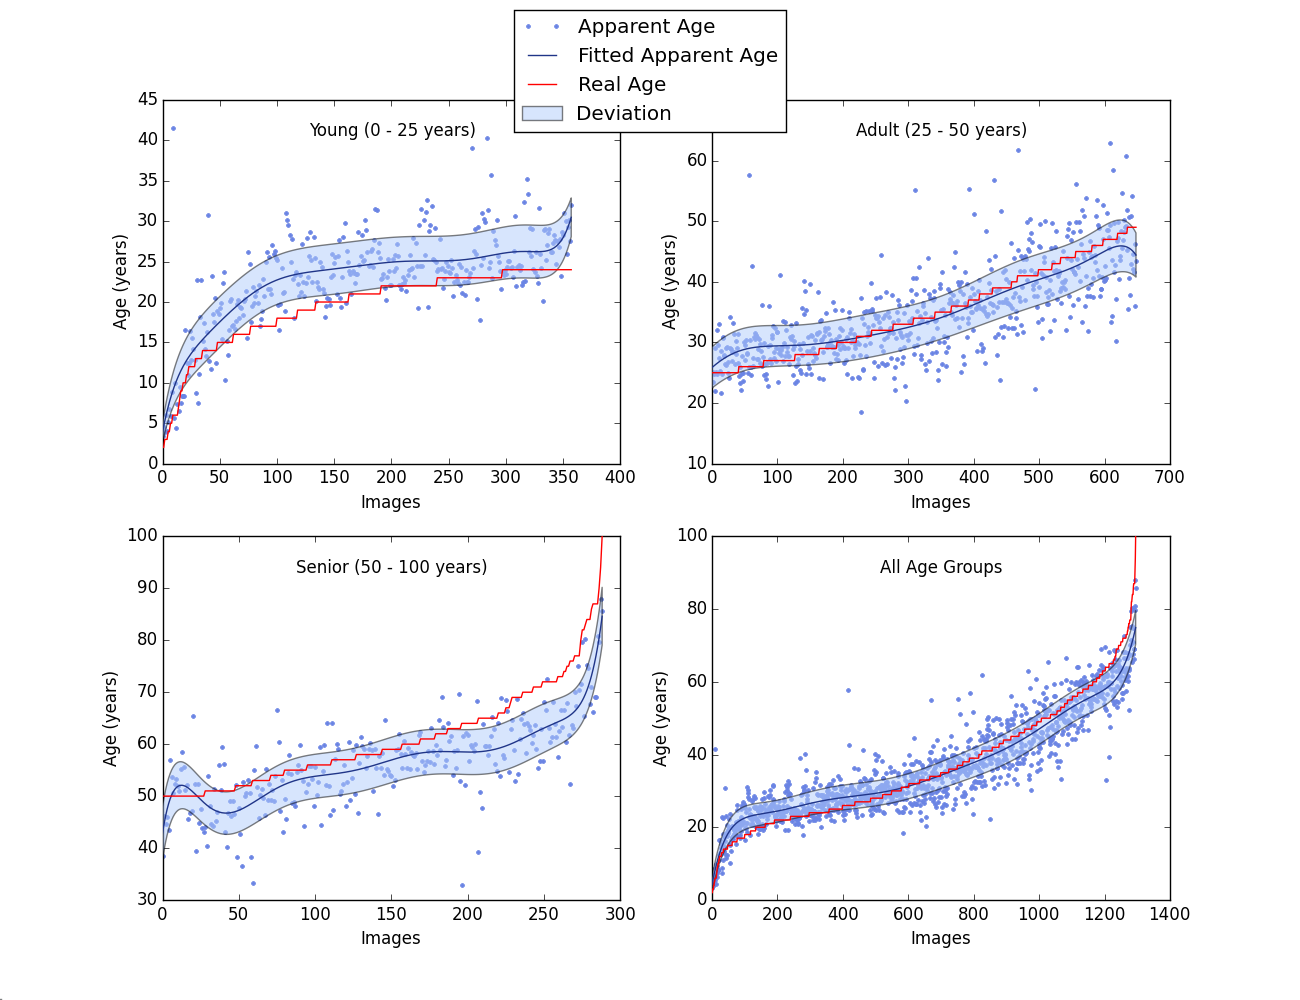 Apparent Age
Fitted Apparent Age
Real Age
Deviation
Young (0 - 25 years)
Age (years)
45
40
35
30
25
20
15
10
5
0
0 50 100 150 200 250 300 350 400
Images
Adult (25 - 50 years)
Age (years)
60
50
40
30
20
10
0 100 200 300 400 500 600 700
Images
Senior (50 - 100 years)
Age (years)
100
90
80
70
60
50
40
30
0 50 100 150 200 250 300
Images
All Age Groups
Age (years)
100
80
60
40
20
0
0 200 400 600 800 1000 1200 1400
Images